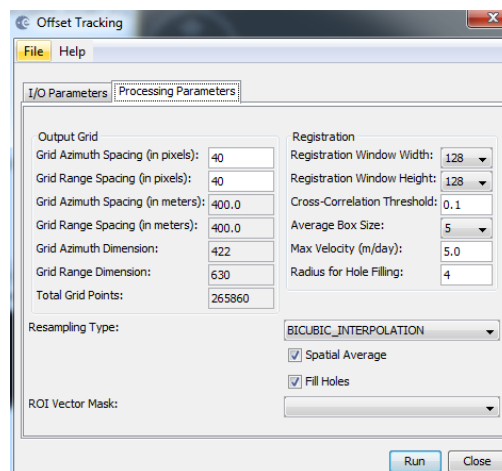 Offset Tracking
File Help
I/O Parameters Processing Parameters
Output Grid
Grid Azimuth Spacing (in pixels): 40
Grid Range Spacing (in pixels): 40
Grid Azimuth Spacing (in meters): 400.0
Grid Range Spacing (in meters): 400.0
Grid Azimuth Dimension: 422
Grid Range Dimension: 630
Total Grid Points: 265860
Registration
Registration Window Width: 128
Registration Window Height: 128
Cross-Correlation Threshold: 0.1
Average Box Size: 5
Max Velocity (m/day): 5.0
Radius for Hole Filling: 4
Resampling Type: BICUBIC_INTERPOLATION
Spatial Average
Fill Holes
ROI Vector Mask:
Run Close